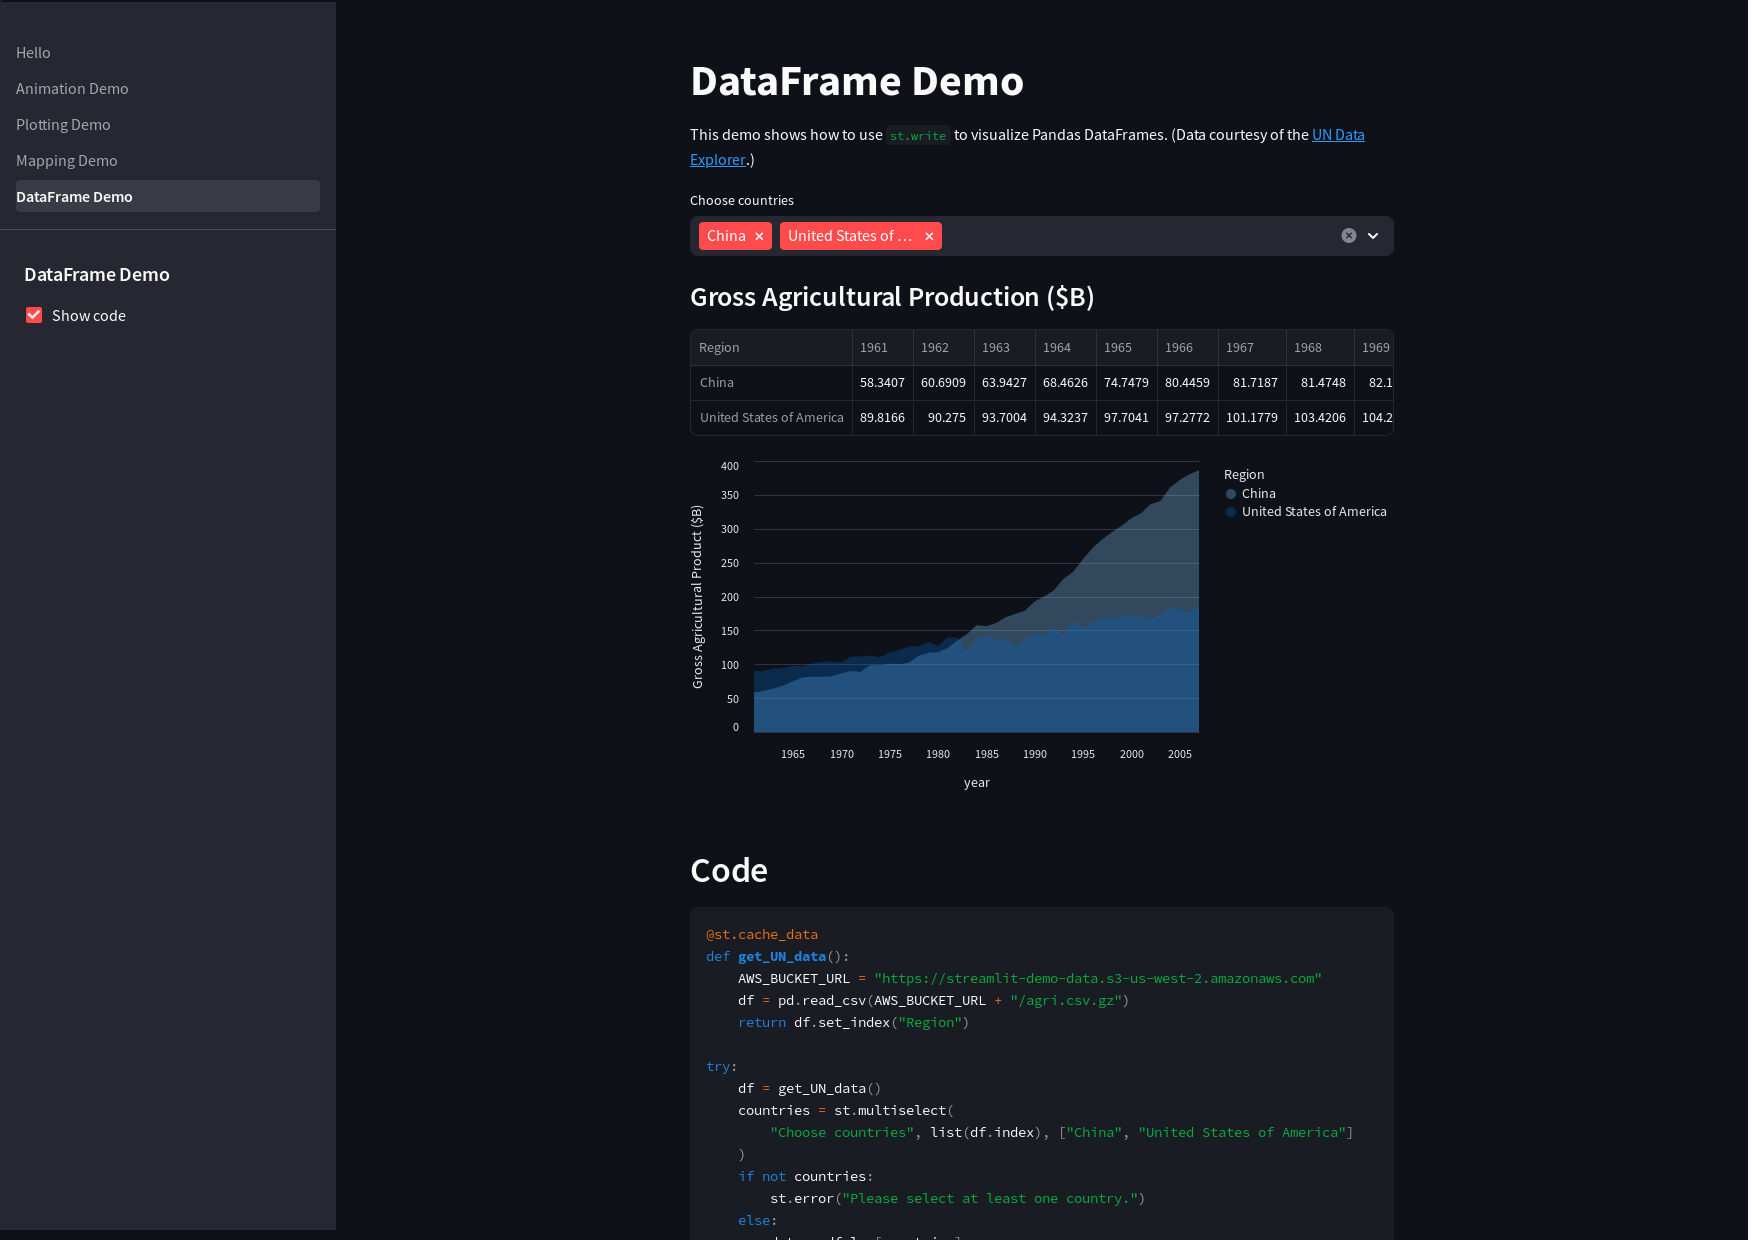 Hello
Animation Demo
Plotting Demo
Mapping Demo
DataFrame Demo
DataFrame Demo
Show code
DataFrame Demo
This demo shows how to use st.write to visualize Pandas DataFrames. (Data courtesy of the UN Data
Explorer.)
Choose countries
China United States of ...
Gross Agricultural Production ($B)
Region 1961 1962 1963 1964 1965 1966 1967 1968 1969
China 58.3407 60.6909 63.9427 68.4626 74.7479 80.4459 81.7187 81.4748 82.1
United States of America 89.8166 90.275 93.7004 94.3237 97.7041 97.2772 101.1779 103.4206 104.2
Gross Agricultural Product ($B)
400
350
300
250
200
150
100
50
0
1965 1970 1975 1980 1985 1990 1995 2000 2005
year
Region
China
United States of America
Code
@st.cache_data
def get_UN_data():
    AWS_BUCKET_URL = "https://streamlit-demo-data.s3-us-west-2.amazonaws.com"
    df = pd.read_csv(AWS_BUCKET_URL + "/agri.csv.gz")
    return df.set_index("Region")
try:
    df = get_UN_data()
    countries = st.multiselect(
        "Choose countries", list(df.index), ["China", "United States of America"]
    )
    if not countries:
        st.error("Please select at least one country.")
    else: